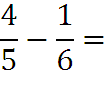 4/5 − 1/6 =